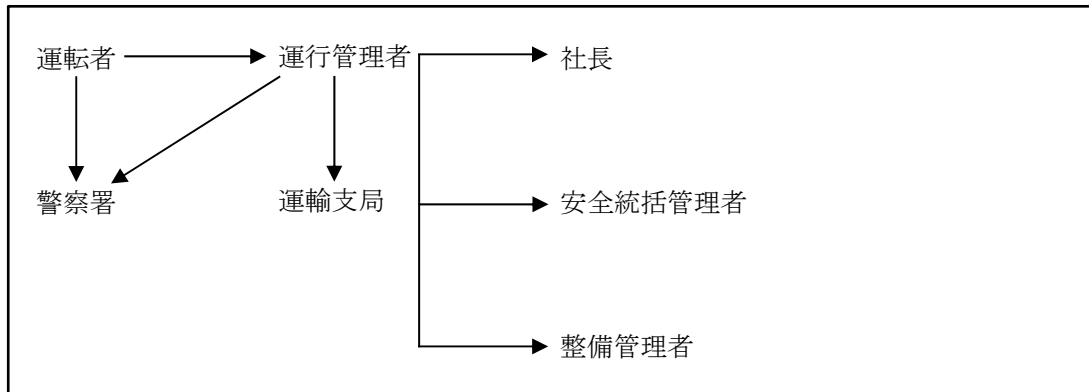 運転者
運行管理者
社長
警察署
運輸支局
安全統括管理者
整備管理者